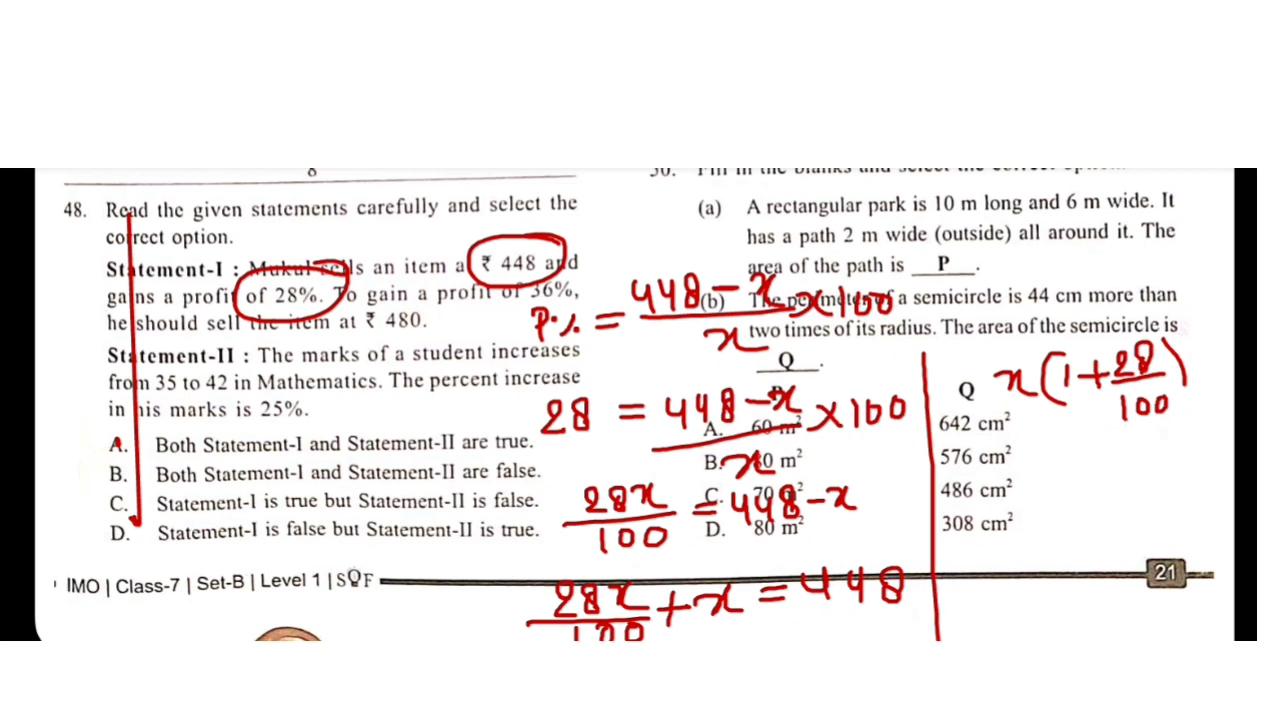 8
48. Read the given statements carefully and select the
correct option.
Statement-I : Mukul sells an item at ₹ 448 and
gains a profit of 28%. To gain a profit of 36%,
he should sell the item at ₹ 480.
Statement-II : The marks of a student increases
from 35 to 42 in Mathematics. The percent increase
in his marks is 25%.
A. Both Statement-I and Statement-II are true.
B. Both Statement-I and Statement-II are false.
C. Statement-I is true but Statement-II is false.
D. Statement-I is false but Statement-II is true.
(a) A rectangular park is 10 m long and 6 m wide. It
has a path 2 m wide (outside) all around it. The
area of the path is P.
(b) The perimeter of a semicircle is 44 cm more than
two times of its radius. The area of the semicircle is
Q.
Q
A. 60 m² 642 cm²
B. m² 576 cm²
C. 486 cm²
D. 80 m² 308 cm²
P% = 448 - x / x × 100
28 = 448 - x / x × 100
28x / 100 = 448 - x
28x / 100 + x = 448
x (1 + 28 / 100)
IMO | Class-7 | Set-B | Level 1 | SOF
21